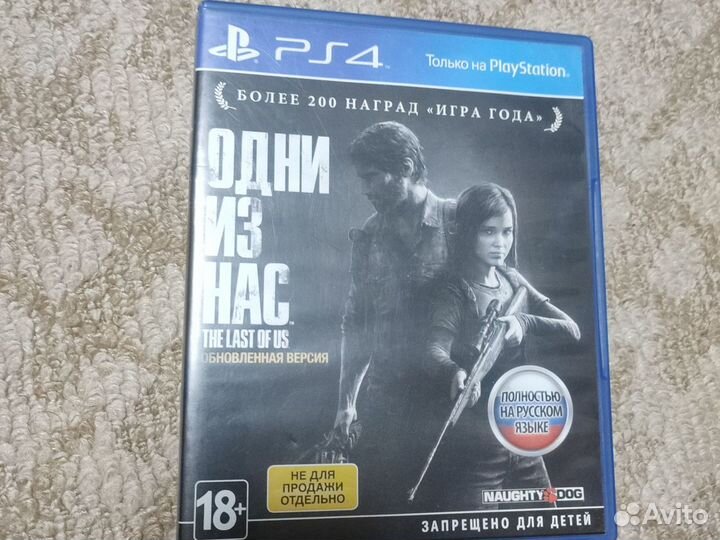 PS4
Только на PlayStation
БОЛЕЕ 200 НАГРАД «ИГРА ГОДА»
ОДНИ
ИЗ
НАС
THE LAST OF US
ОБНОВЛЕННАЯ ВЕРСИЯ
ПОЛНОСТЬЮ
НА РУССКОМ
ЯЗЫКЕ
НЕ ДЛЯ
ПРОДАЖИ
ОТДЕЛЬНО
NAUGHTY DOG
18+
ЗАПРЕЩЕНО ДЛЯ ДЕТЕЙ
Avito